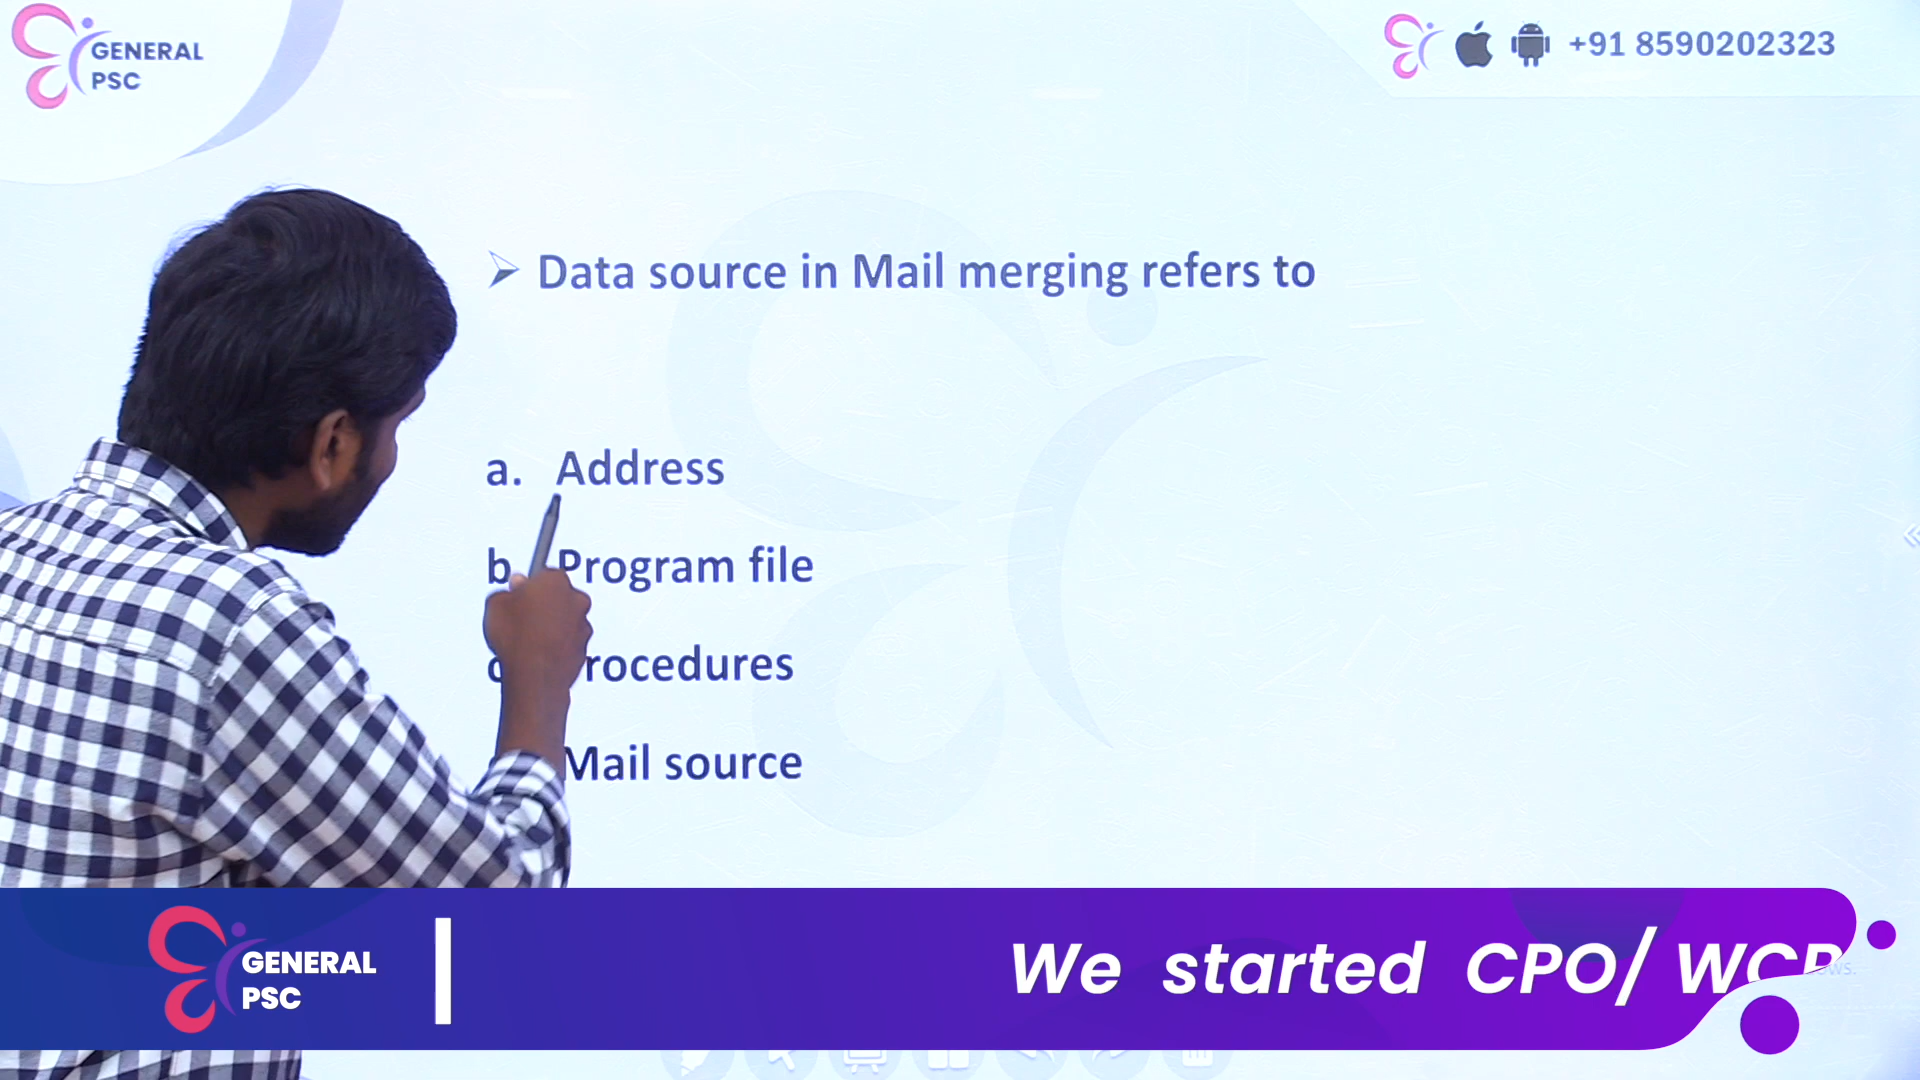 GENERAL
PSC
+91 8590202323
Data source in Mail merging refers to
a. Address
b. Program file
rocedures
Mail source
GENERAL
PSC
We started CPO/ WCP